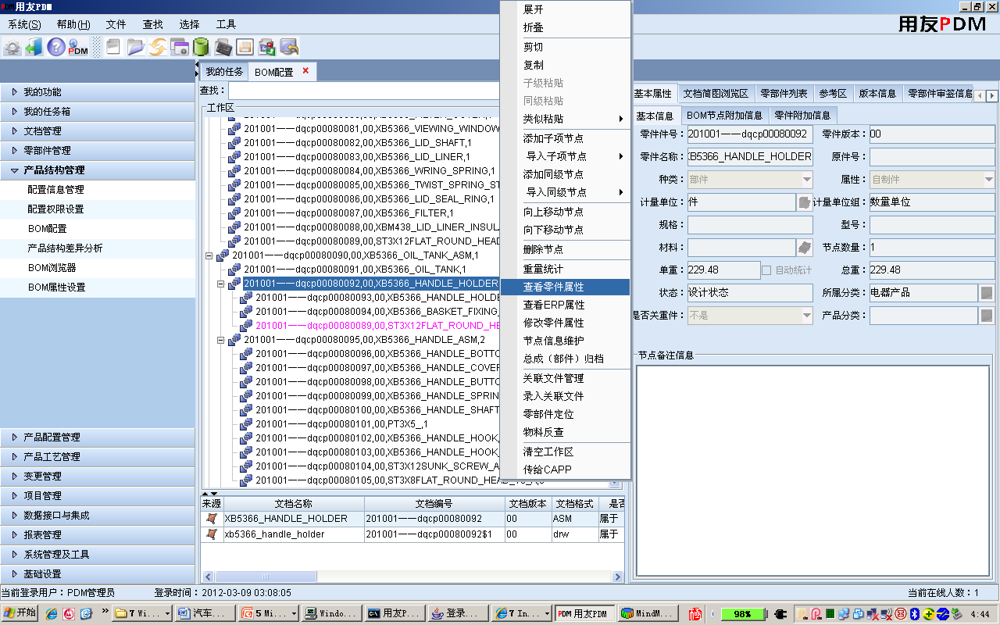 用友PDM
系统(S) 帮助(H) 文件 查找 选择 工具
用友PDM
PDM
我的功能
我的任务箱
文档管理
零部件管理
产品结构管理
配置信息管理
配置权限设置
BOM配置
产品结构差异分析
BOM浏览器
BOM属性设置
产品配置管理
产品工艺管理
变更管理
项目管理
数据接口与集成
报表管理
系统管理及工具
基础设置
我的任务 BOM配置
查找：
工作区
201001——dqcp00080081,00,XB5366_VIEWING_WINDOW
201001——dqcp00080082,00,XB5366_LID_SHAFT,1
201001——dqcp00080083,00,XB5366_LID_LINER,1
201001——dqcp00080084,00,XB5366_WRING_SPRING,1
201001——dqcp00080085,00,XB5366_TWIST_SPRING_ST
201001——dqcp00080086,00,XB5366_LID_SEAL_RING,1
201001——dqcp00080087,00,XB5366_FILTER,1
201001——dqcp00080088,00,XBM438_LID_LINER_INSUL
201001——dqcp00080089,00,ST3X12FLAT_ROUND_HEAD
201001——dqcp00080090,00,XB5366_OIL_TANK_ASM,1
201001——dqcp00080091,00,XB5366_OIL_TANK,1
201001——dqcp00080092,00,XB5366_HANDLE_HOLDER
201001——dqcp00080093,00,XB5366_HANDLE_HOLDE
201001——dqcp00080094,00,XB5366_BASKET_FIXING_
201001——dqcp00080089,00,ST3X12FLAT_ROUND_HE
201001——dqcp00080095,00,XB5366_HANDLE_ASM,2
201001——dqcp00080096,00,XB5366_HANDLE_BOTTO
201001——dqcp00080097,00,XB5366_HANDLE_COVER
201001——dqcp00080098,00,XB5366_HANDLE_BUTTO
201001——dqcp00080099,00,XB5366_HANDLE_SPRIN
201001——dqcp00080100,00,XB5366_HANDLE_SHAFT
201001——dqcp00080101,00,PT3X5_,1
201001——dqcp00080102,00,XB5366_HANDLE_HOOK,
201001——dqcp00080103,00,XB5366_HANDLE_HOOK_
201001——dqcp00080104,00,ST3X12SUNK_SCREW_A
201001——dqcp00080105,00,ST3X8FLAT_ROUND_HEAD
展开
折叠
剪切
复制
子级粘贴
同级粘贴
类似粘贴
添加子项节点
导入子项节点
添加同级节点
导入同级节点
向上移动节点
向下移动节点
删除节点
重量统计
查看零件属性
查看ERP属性
修改零件属性
节点信息维护
总成（部件）归档
关联文件管理
录入关联文件
零部件定位
物料反查
清空工作区
传给CAPP
来源 文档名称 文档编号 文档版本 文档格式 是否
XB5366_HANDLE_HOLDER 201001——dqcp00080092 00 ASM 属于
xb5366_handle_holder 201001——dqcp00080092$1 00 drw 属于
基本属性 文档简图浏览区 零部件列表 参考区 版本信息 零部件审签信息
基本信息 BOM节点附加信息 零件附加信息
零件件号： 201001——dqcp00080092 零件版本： 00
零件名称： XB5366_HANDLE_HOLDER 原件号：
种类： 部件 属性： 自制件
计量单位： 件 计量单位组： 数量单位
规格： 型号：
材料： 节点数量： 1
单重： 229.48 自动统计 总重： 229.48
状态： 设计状态 所属分类： 电器产品
是否关重件： 不是 产品分类：
节点备注信息
当前登录用户：PDM管理员 登录时间：2012-03-09 03:08:05 当前在线人数：1
开始 » 7 Wi... 汽车... 5 Mi... Windo... 用友P... 登录... 7 In... PDM 用友PDM MindM... 98% 4:44